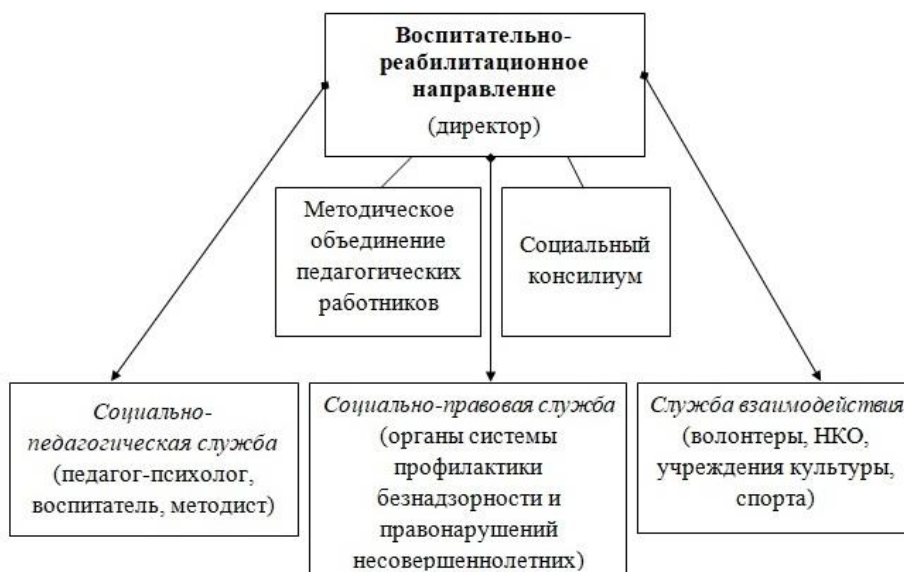 Воспитательно-
реабилитационное
направление
(директор)
Методическое
объединение
педагогических
работников
Социальный
консилиум
Социально-
педагогическая служба
(педагог-психолог,
воспитатель, методист)
Социально-правовая служба
(органы системы
профилактики
безнадзорности и
правонарушений
несовершеннолетних)
Служба взаимодействия
(волонтеры, НКО,
учреждения культуры,
спорта)